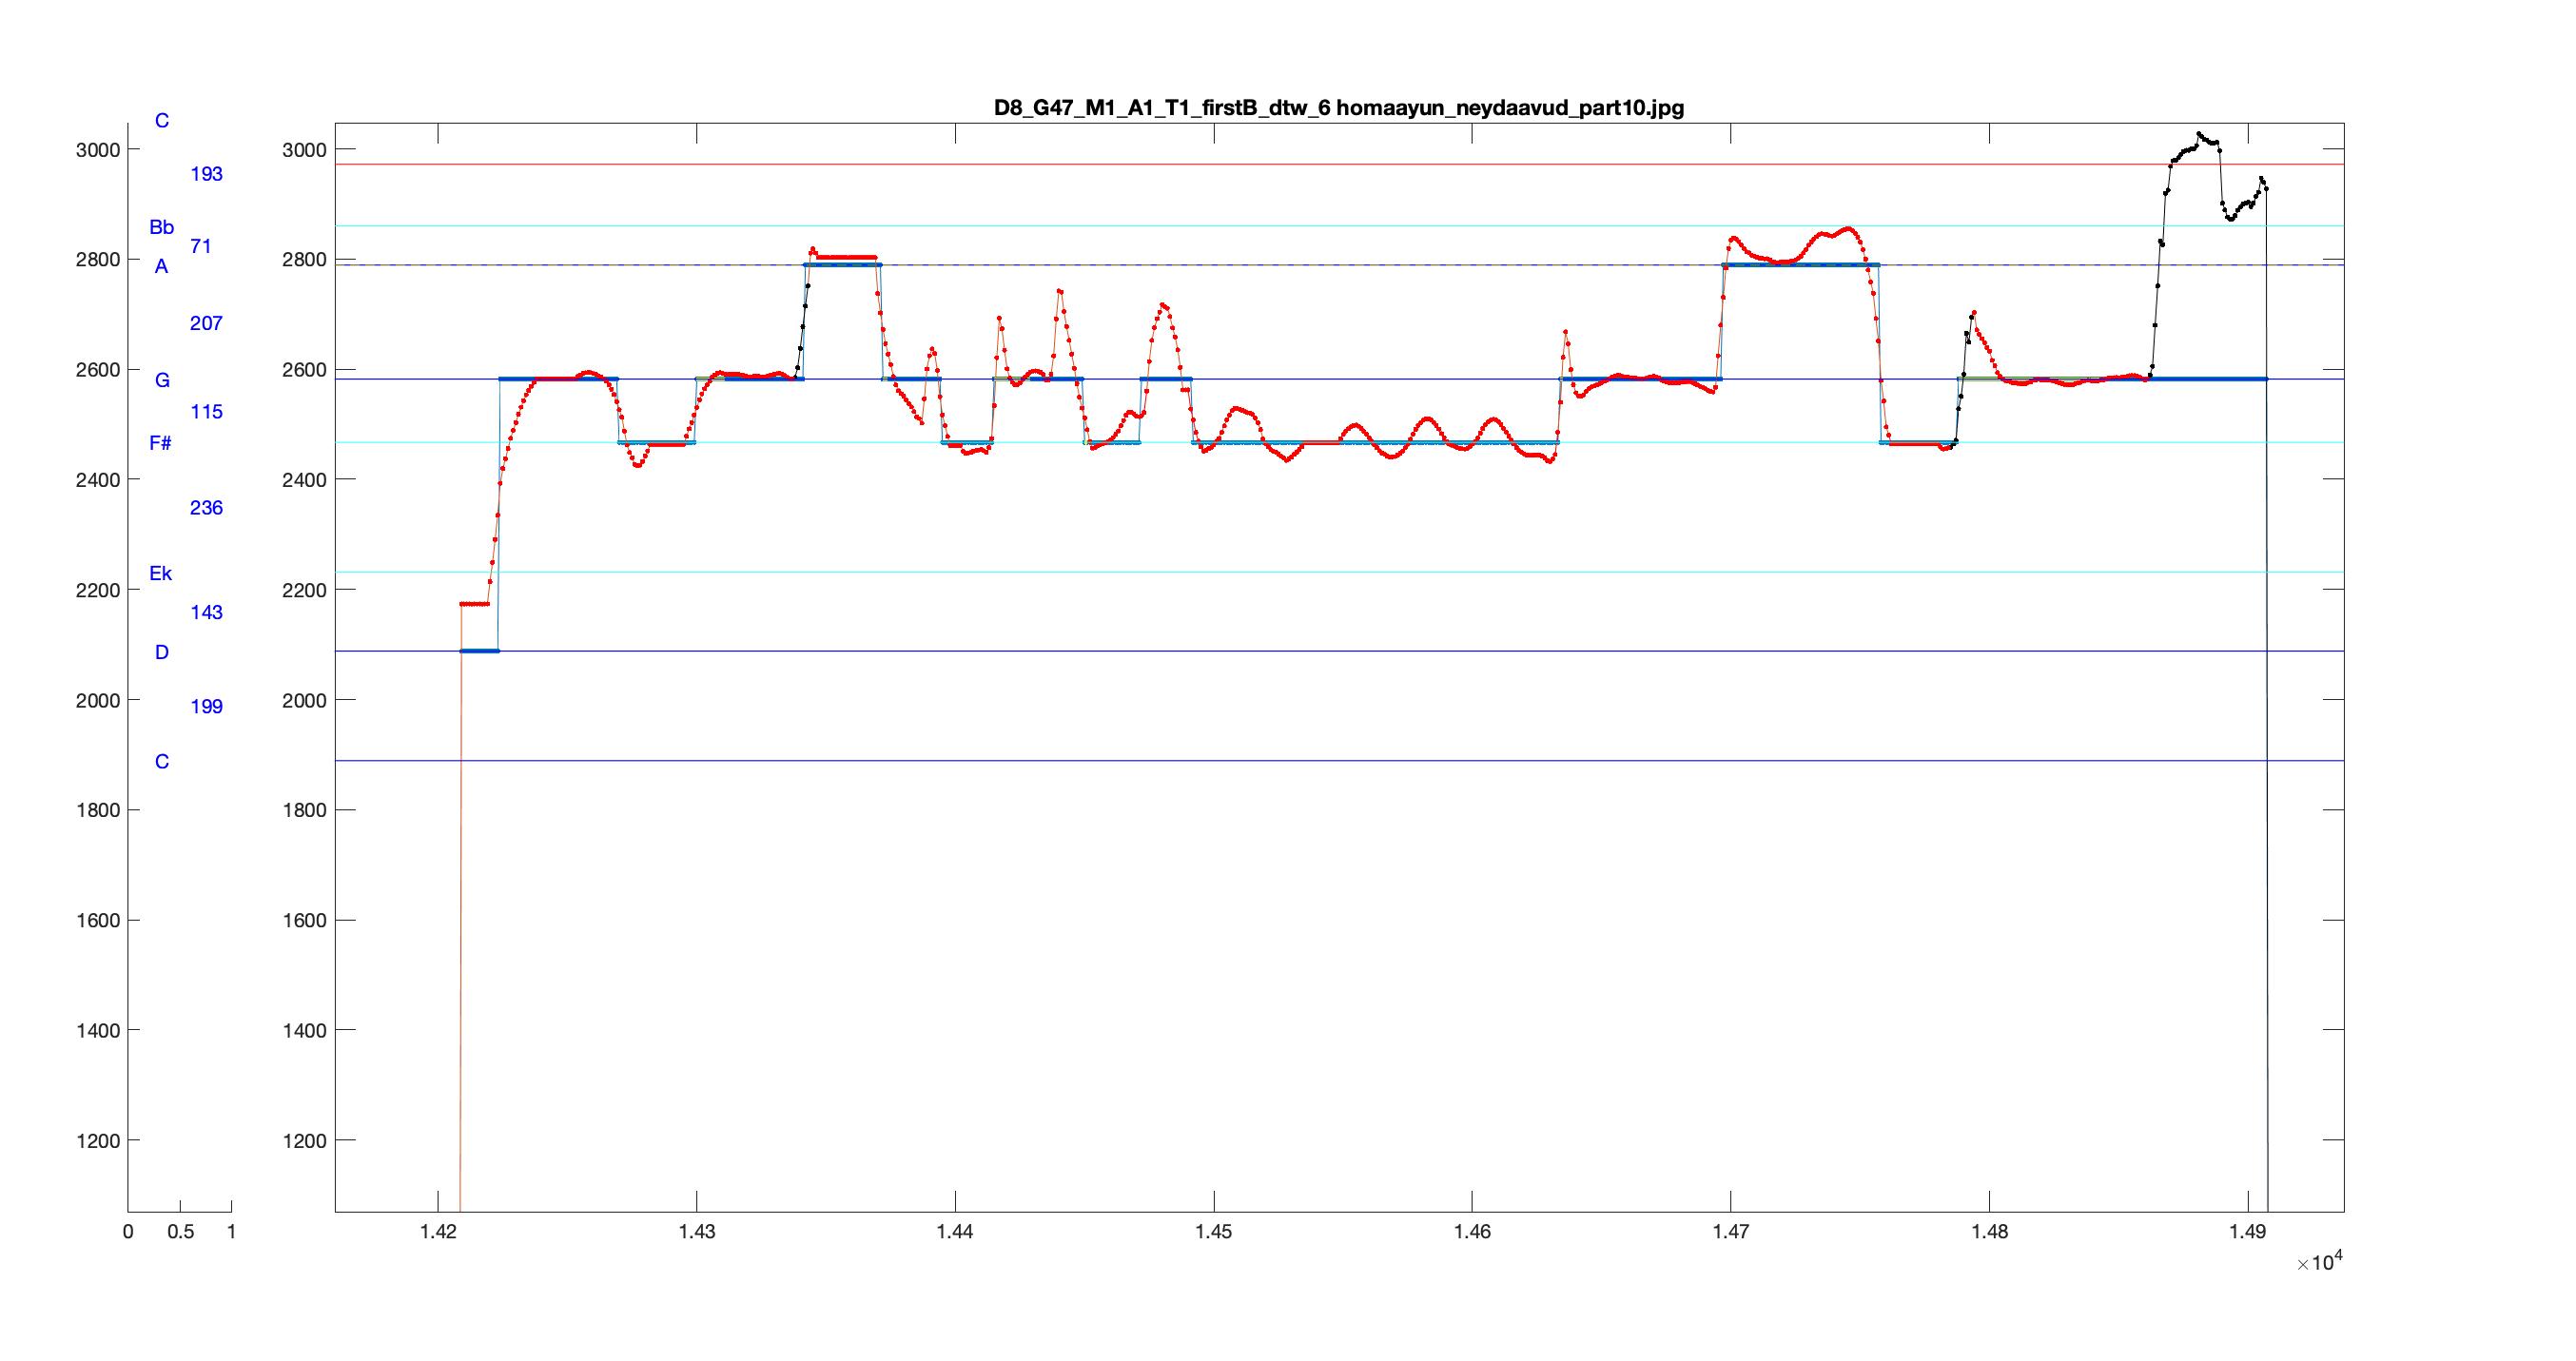 D8_G47_M1_A1_T1_firstB_dtw_6 homaayun_neydaavud_part10.jpg
C
3000 3000
193
Bb
71
2800 A 2800
207
2600 G 2600
115
F#
2400 2400
236
Ek
2200 2200
143
D
2000 2000
199
C
1800 1800
1600 1600
1400 1400
1200 1200
0 0.5 1 1.42 1.43 1.44 1.45 1.46 1.47 1.48 1.49
×10⁴